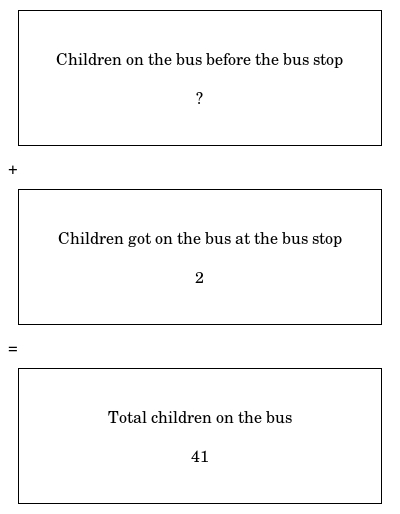 Children on the bus before the bus stop
?
+
Children got on the bus at the bus stop
2
=
Total children on the bus
41